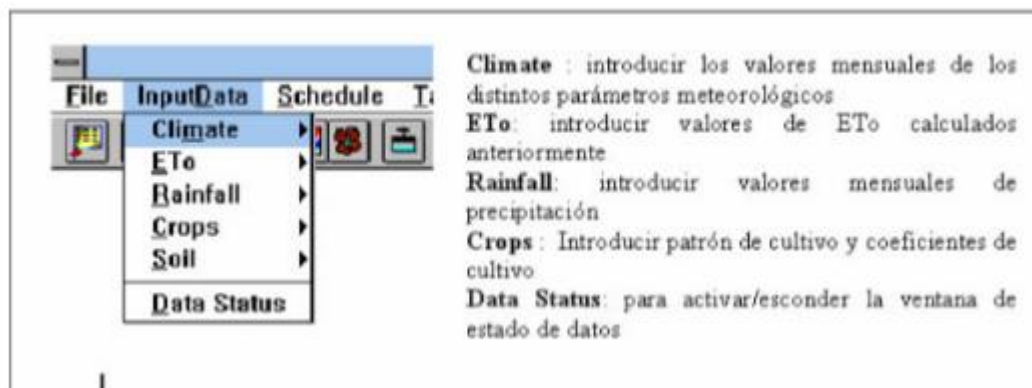 File InputData Schedule
Climate
ETo
Rainfall
Crops
Soil
Data Status
Climate : introducir los valores mensuales de los
distintos parámetros meteorológicos
ETo: introducir valores de ETo calculados
anteriormente
Rainfall: introducir valores mensuales de
precipitación
Crops : Introducir patrón de cultivo y coeficientes de
cultivo
Data Status: para activar/esconder la ventana de
estado de datos